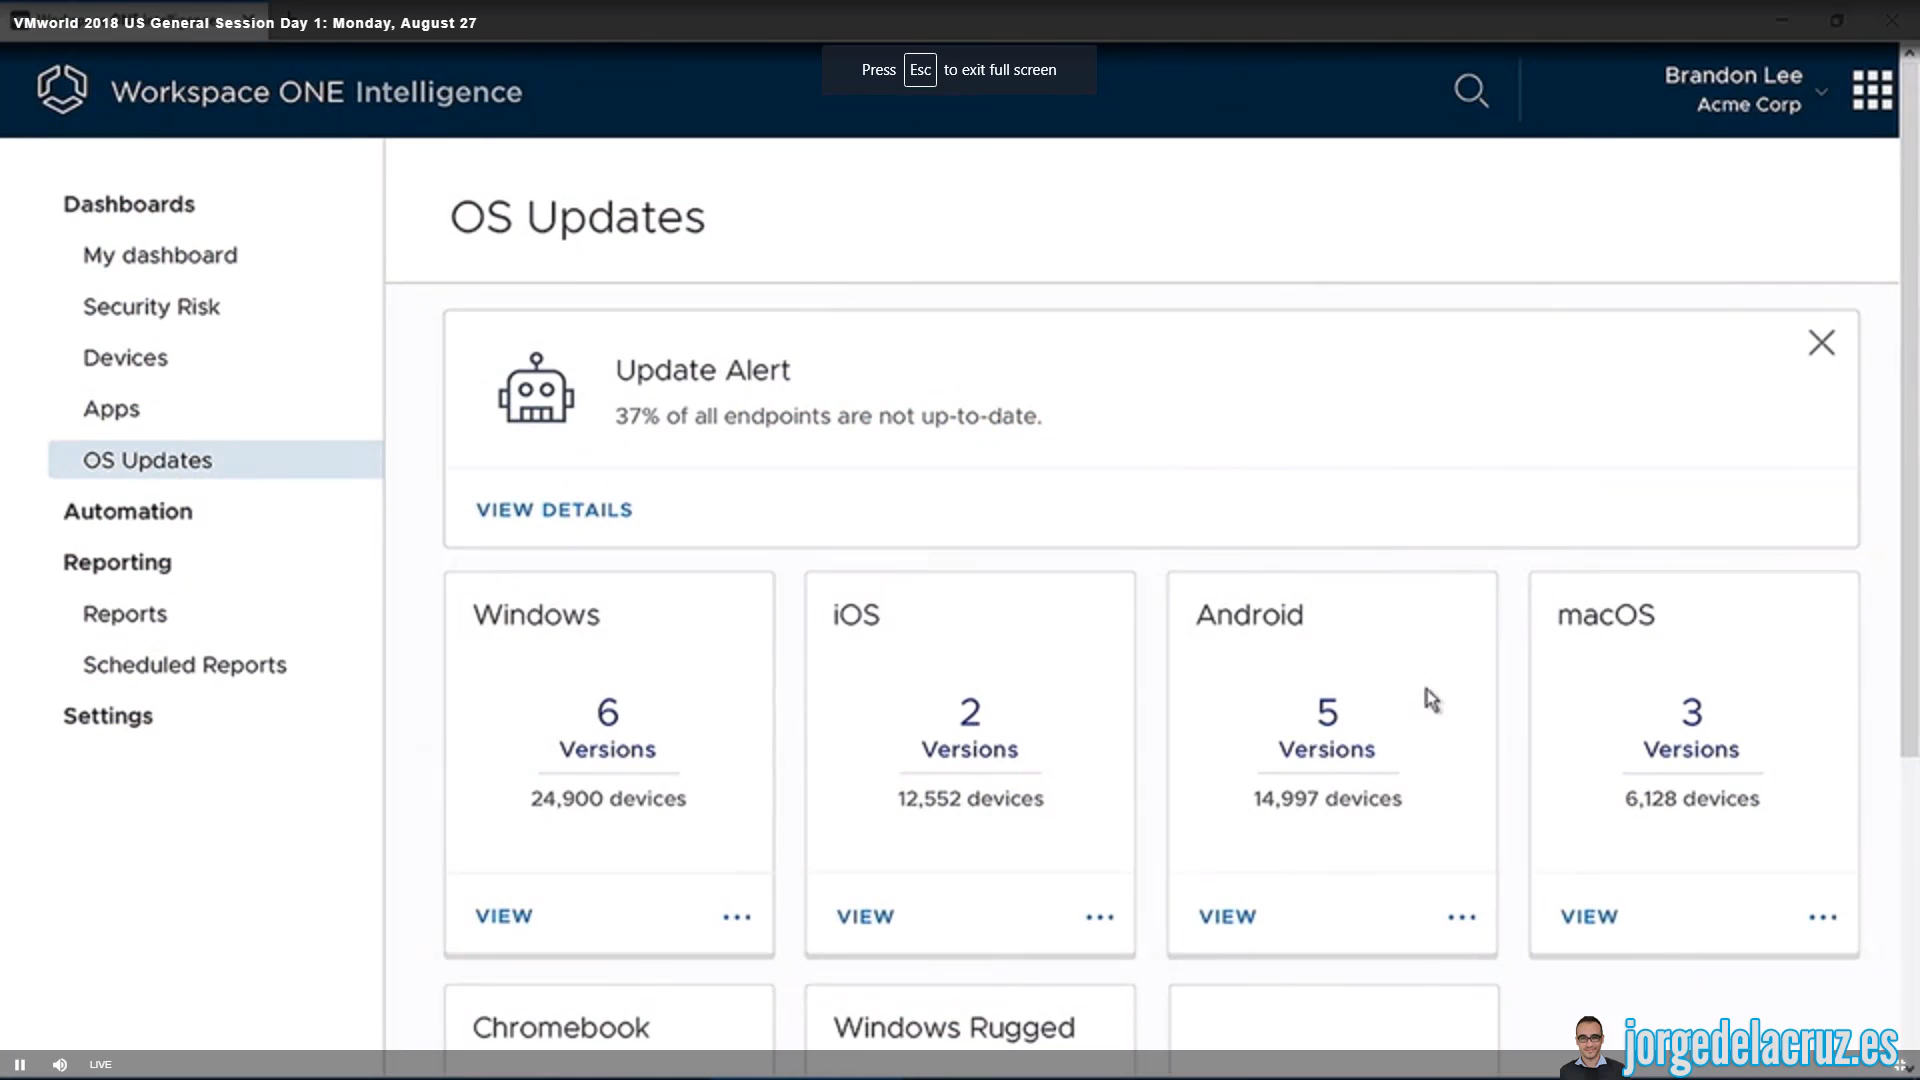 VMworld 2018 US General Session Day 1: Monday, August 27
Press Esc to exit full screen
Workspace ONE Intelligence
Brandon Lee
Acme Corp
Dashboards
My dashboard
Security Risk
Devices
Apps
OS Updates
Automation
Reporting
Reports
Scheduled Reports
Settings
OS Updates
Update Alert
37% of all endpoints are not up-to-date.
VIEW DETAILS
Windows
6
Versions
24,900 devices
VIEW
iOS
2
Versions
12,552 devices
VIEW
Android
5
Versions
14,997 devices
VIEW
macOS
3
Versions
6,128 devices
VIEW
Chromebook
Windows Rugged
LIVE
jorgedelacruz.es